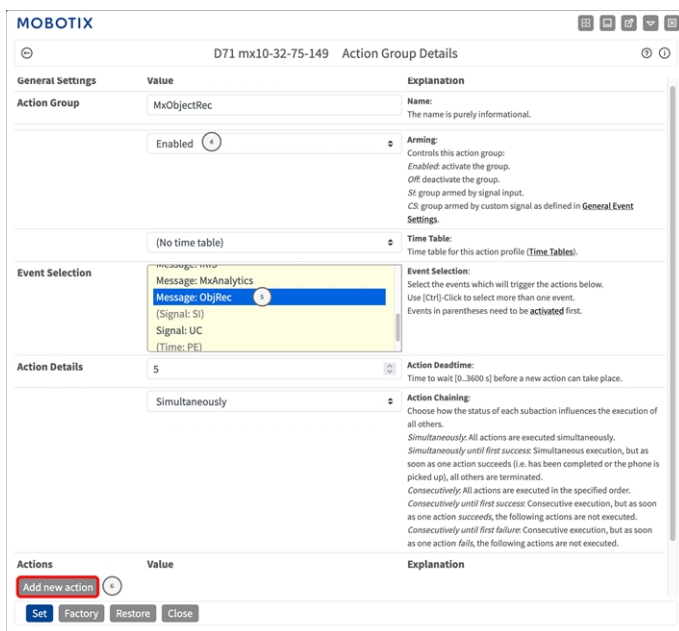 MOBOTIX
D71 mx10-32-75-149 Action Group Details
General Settings Value Explanation
Action Group
MxObjectRec
Name:
The name is purely informational.
Enabled 4
Arming:
Controls this action group:
Enabled: activate the group.
Off: deactivate the group.
SI: group armed by signal input.
CS: group armed by custom signal as defined in General Event
Settings.
(No time table)
Time Table:
Time table for this action profile (Time Tables).
Event Selection
Message: IRIS
Message: MxAnalytics
Message: ObjRec 5
(Signal: SI)
Signal: UC
(Time: PE)
Event Selection:
Select the events which will trigger the actions below.
Use [Ctrl]-Click to select more than one event.
Events in parentheses need to be activated first.
Action Details
5
Action Deadtime:
Time to wait [0..3600 s] before a new action can take place.
Simultaneously
Action Chaining:
Choose how the status of each subaction influences the execution of
all others.
Simultaneously: All actions are executed simultaneously.
Simultaneously until first success: Simultaneous execution, but as
soon as one action succeeds (i.e. has been completed or the phone is
picked up), all others are terminated.
Consecutively: All actions are executed in the specified order.
Consecutively until first success: Consecutive execution, but as soon
as one action succeeds, the following actions are not executed.
Consecutively until first failure: Consecutive execution, but as soon
as one action fails, the following actions are not executed.
Actions Value Explanation
Add new action 6
Set Factory Restore Close